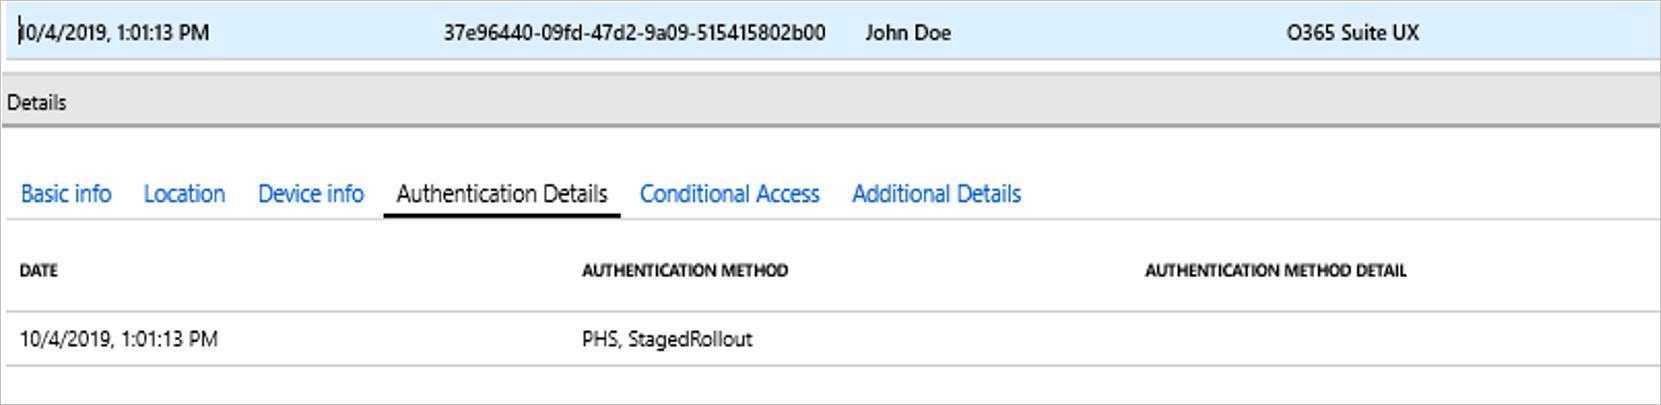 10/4/2019, 1:01:13 PM 37e96440-09fd-47d2-9a09-515415802b00 John Doe O365 Suite UX
Details
Basic info Location Device info Authentication Details Conditional Access Additional Details
DATE AUTHENTICATION METHOD AUTHENTICATION METHOD DETAIL
10/4/2019, 1:01:13 PM PHS, StagedRollout